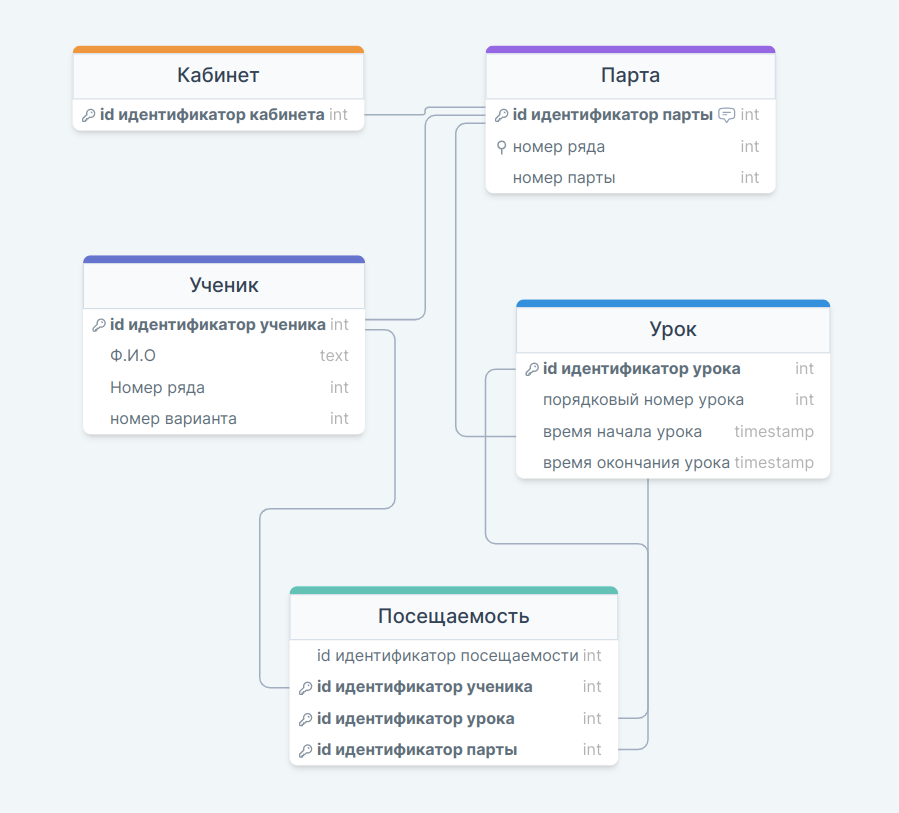 Кабинет
id идентификатор кабинета int
Парта
id идентификатор парты int
номер ряда int
номер парты int
Ученик
id идентификатор ученика int
Ф.И.О text
Номер ряда int
номер варианта int
Урок
id идентификатор урока int
порядковый номер урока int
время начала урока timestamp
время окончания урока timestamp
Посещаемость
id идентификатор посещаемости int
id идентификатор ученика int
id идентификатор урока int
id идентификатор парты int